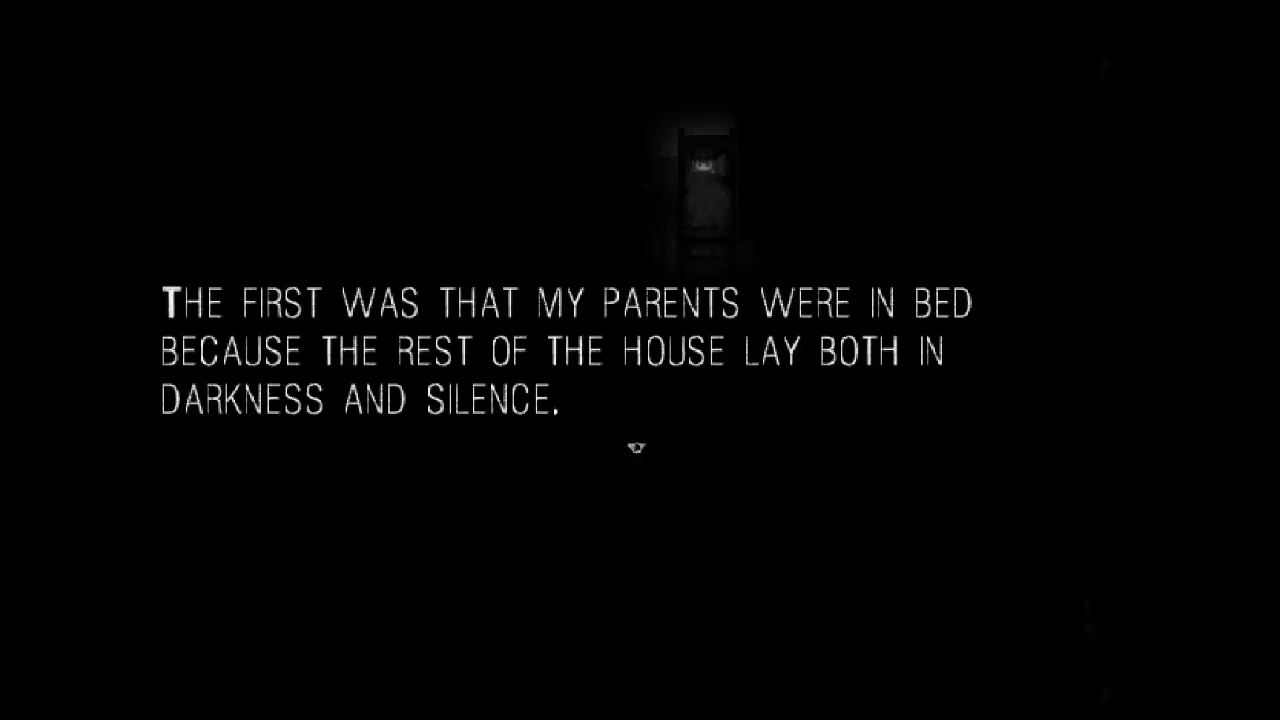 THE FIRST WAS THAT MY PARENTS WERE IN BED
BECAUSE THE REST OF THE HOUSE LAY BOTH IN
DARKNESS AND SILENCE.